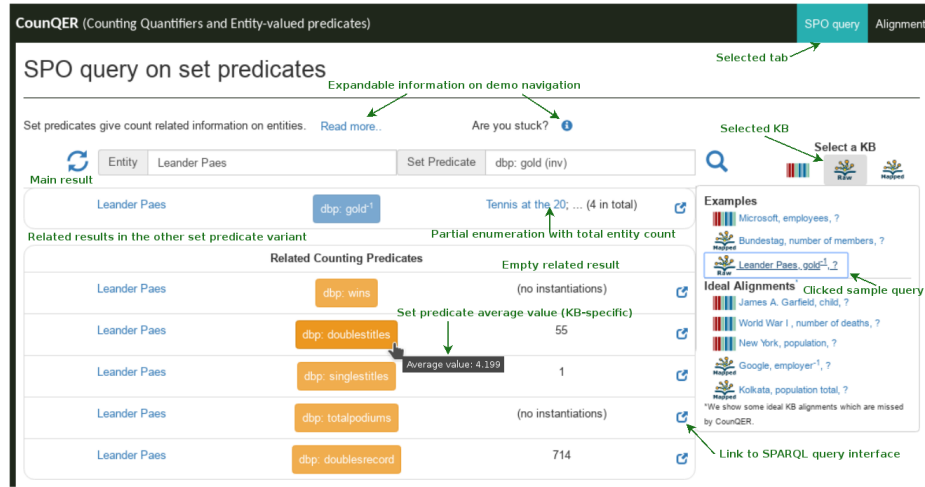 CounQER (Counting Quantifiers and Entity-valued predicates)
SPO query
Alignment
Selected tab
SPO query on set predicates
Expandable information on demo navigation
Set predicates give count related information on entities. Read more..
Are you stuck?
Selected KB
Select a KB
Entity
Leander Paes
Set Predicate
dbp: gold (inv)
Raw
Mapped
Main result
Leander Paes
dbp: gold-1
Tennis at the 20; ... (4 in total)
Related results in the other set predicate variant
Partial enumeration with total entity count
Related Counting Predicates
Empty related result
Leander Paes
dbp: wins
(no instantiations)
Set predicate average value (KB-specific)
Leander Paes
dbp: doublestitles
55
Average value: 4.199
Leander Paes
dbp: singlestitles
1
Leander Paes
dbp: totalpodiums
(no instantiations)
Leander Paes
dbp: doublesrecord
714
Examples
Microsoft, employees, ?
Mapped
Bundestag, number of members, ?
Raw
Leander Paes, gold-1, ?
Clicked sample query
Ideal Alignments*
James A. Garfield, child, ?
World War I , number of deaths, ?
New York, population, ?
Mapped
Google, employer-1, ?
Mapped
Kolkata, population total, ?
*We show some ideal KB alignments which are missed
by CounQER.
Link to SPARQL query interface